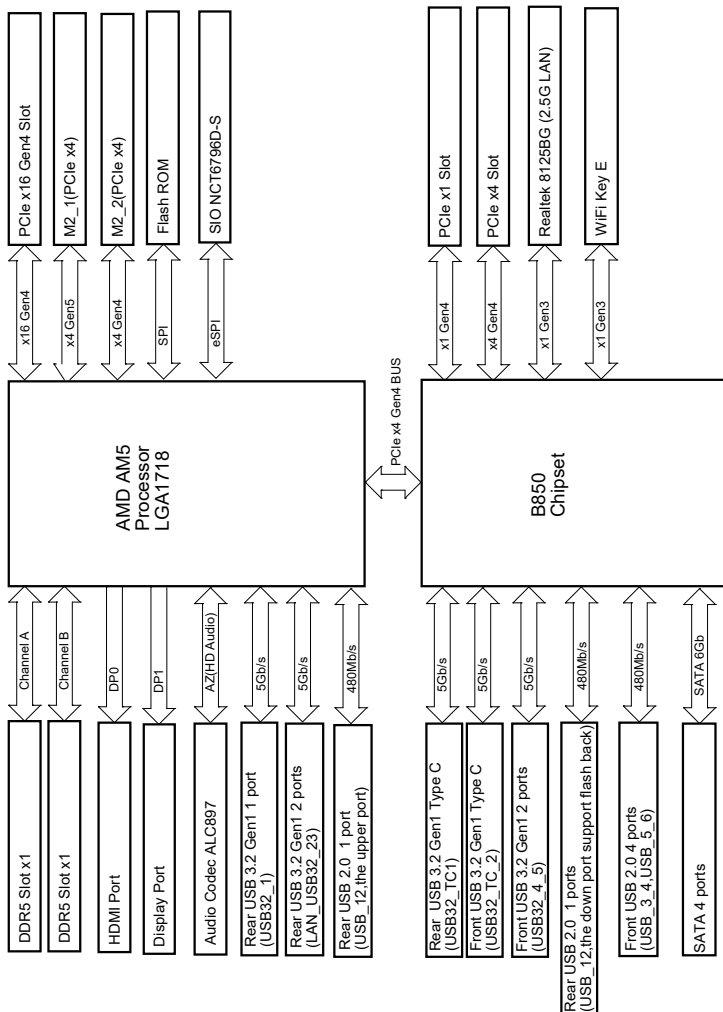 PCIe x16 Gen4 Slot
M2_1(PCIe x4)
M2_2(PCIe x4)
Flash ROM
SIO NCT6796D-S
x16 Gen4
x4 Gen5
x4 Gen4
SPI
eSPI
AMD AM5
Processor
LGA1718
Channel A
Channel B
DP0
DP1
AZ(HD Audio)
5Gb/s
5Gb/s
480Mb/s
DDR5 Slot x1
DDR5 Slot x1
HDMI Port
Display Port
Audio Codec ALC897
Rear USB 3.2 Gen1 1 port
(USB32_1)
Rear USB 3.2 Gen1 2 ports
(LAN_USB32_23)
Rear USB 2.0 1 port
(USB_12,the upper port)
PCIe x4 Gen4 BUS
PCIe x1 Slot
PCIe x4 Slot
Realtek 8125BG (2.5G LAN)
WiFi Key E
x1 Gen4
x4 Gen4
x1 Gen3
x1 Gen3
B850
Chipset
5Gb/s
5Gb/s
5Gb/s
480Mb/s
480Mb/s
SATA 6Gb
Rear USB 3.2 Gen1 Type C
(USB32_TC1)
Front USB 3.2 Gen1 Type C
(USB32_TC_2)
Front USB 3.2 Gen1 2 ports
(USB32_4_5)
Rear USB 2.0 1 ports
(USB_12,the down port support flash back)
Front USB 2.0 4 ports
(USB_3_4,USB_5_6)
SATA 4 ports